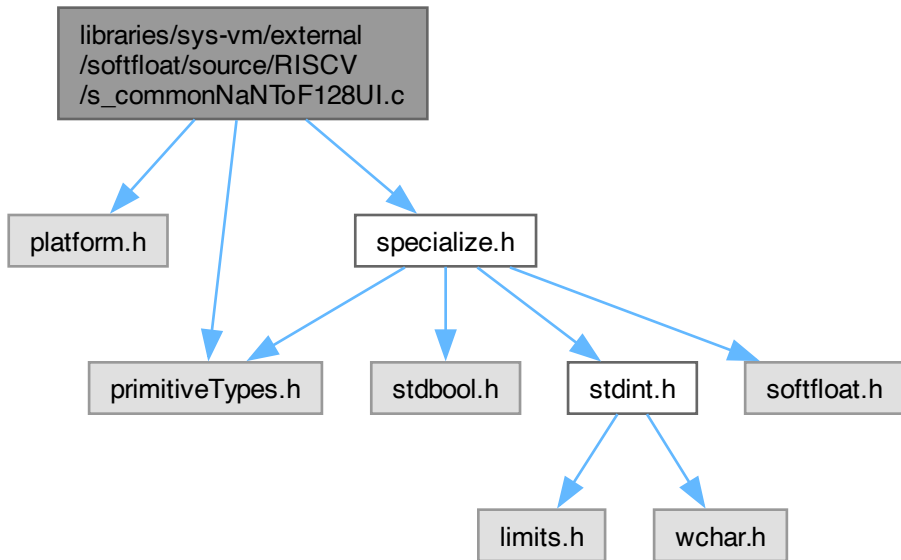 libraries/sys-vm/external
/softfloat/source/RISCV
/s_commonNaNToF128UI.c
platform.h
specialize.h
primitiveTypes.h
stdbool.h
stdint.h
softfloat.h
limits.h
wchar.h